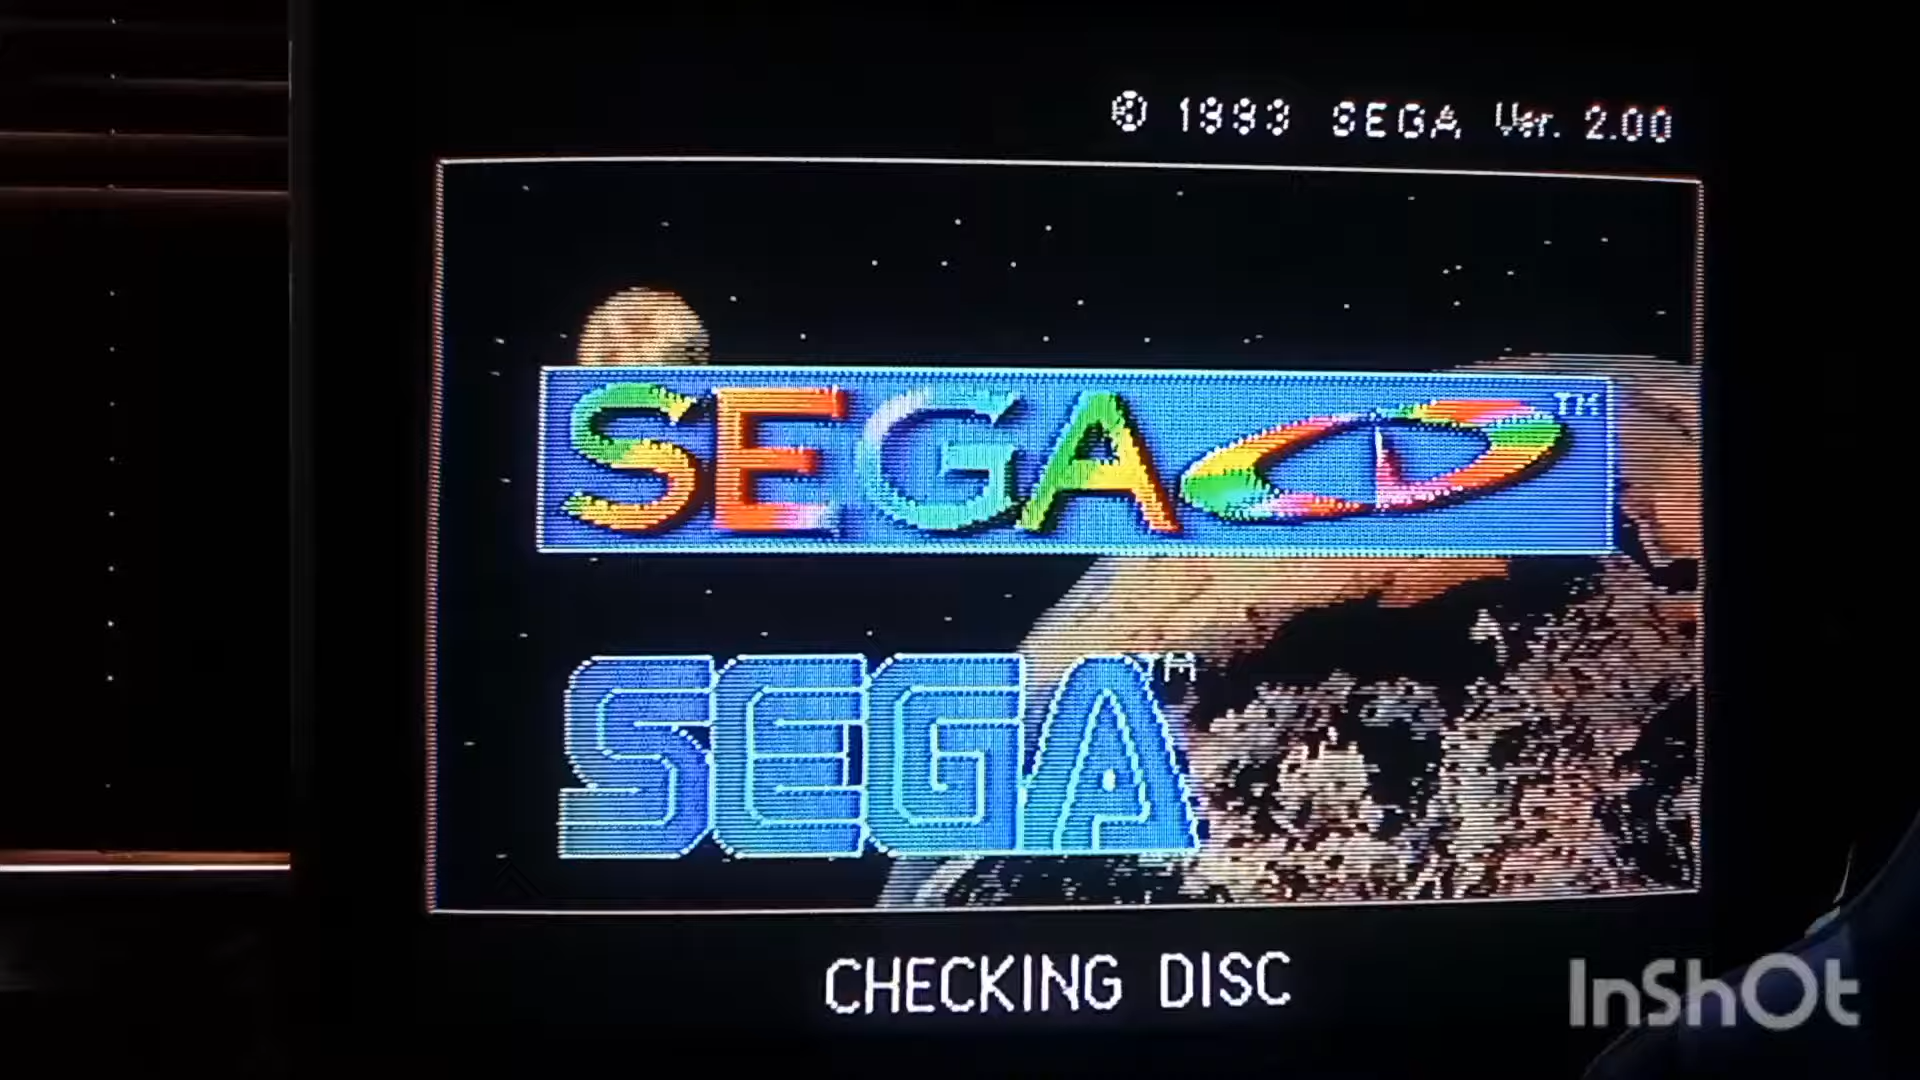 © 1993 SEGA Ver. 2.00
SEGA CD™
SEGA™
CHECKING DISC
InShOt